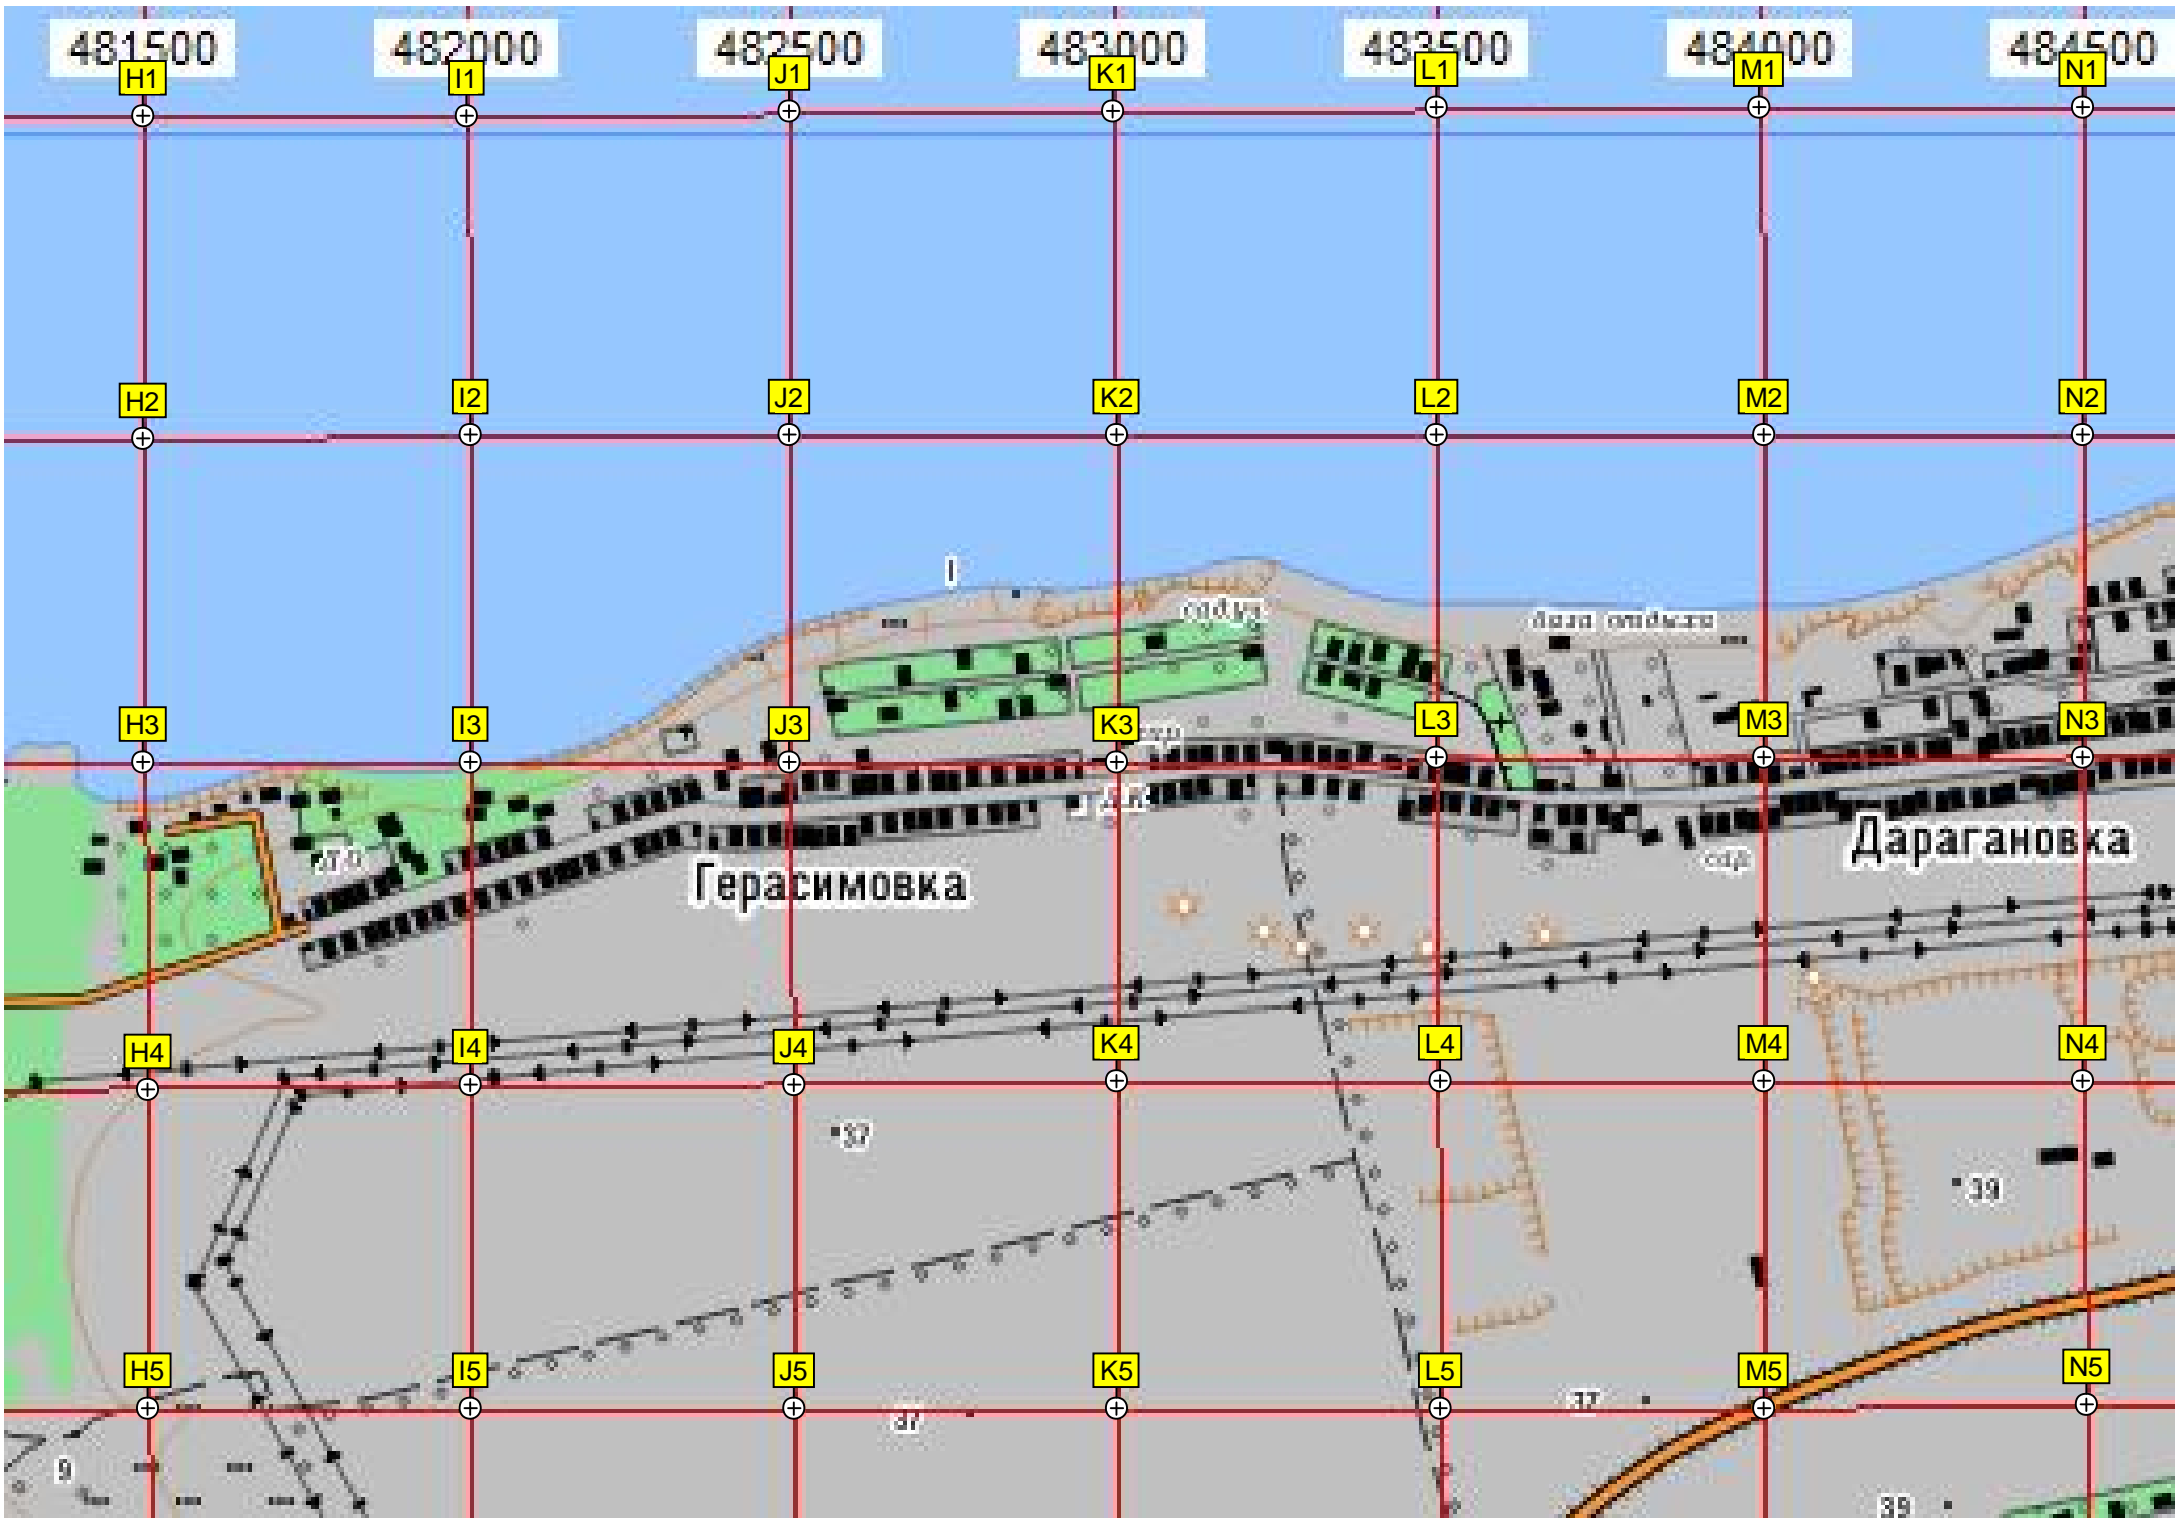 481500 482000 482500 483000 483500 484000 484500
H1 I1 J1 K1 L1 M1 N1
H2 I2 J2 K2 L2 M2 N2
сады
H3 I3 J3 K3 L3 M3 N3
Дарагановка
Герасимовка
H4 I4 J4 K4 L4 M4 N4
37
39
H5 I5 J5 K5 L5 M5 N5
37
37
9
39